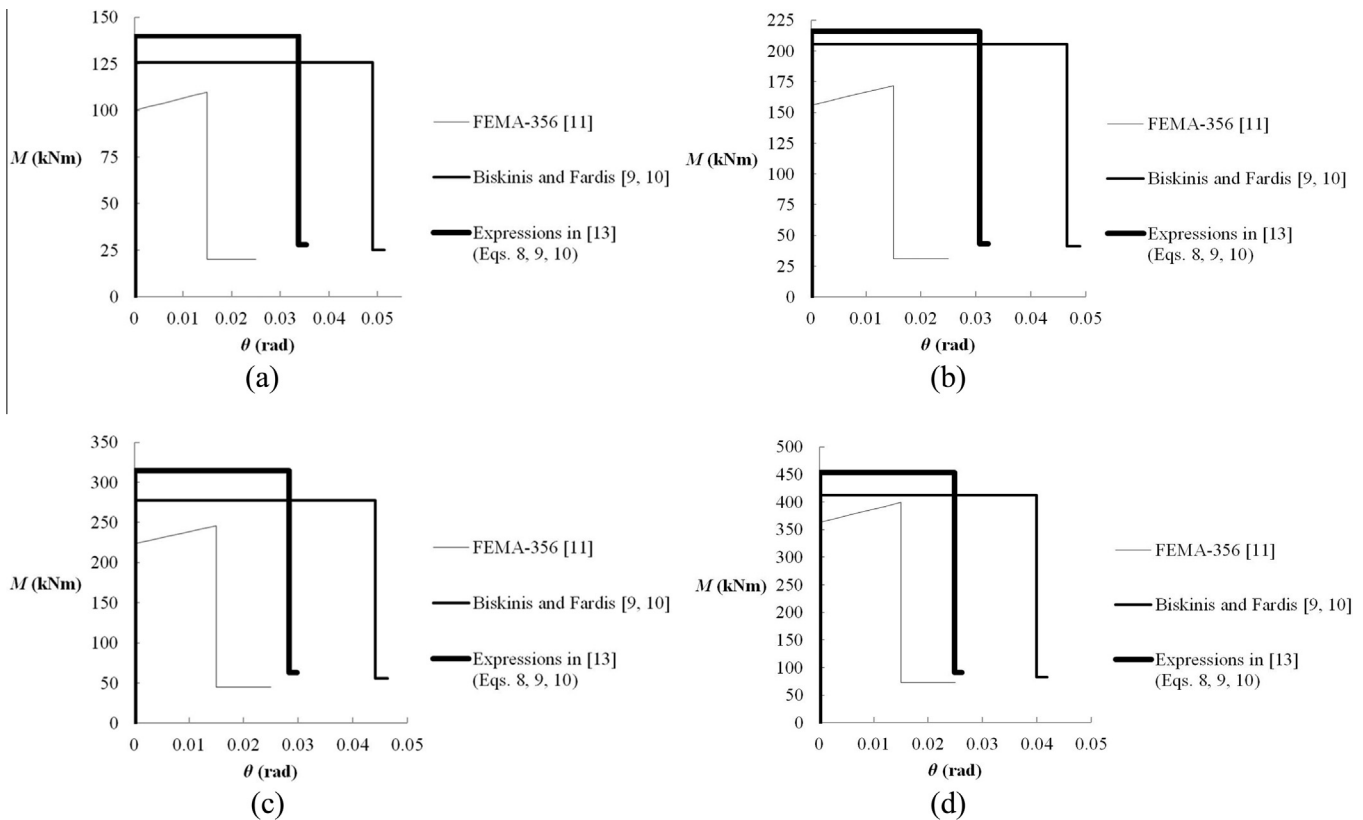 150
125
100
75
50
25
0
M (kNm)
0 0.01 0.02 0.03 0.04 0.05
θ (rad)
FEMA-356 [11]
Biskinis and Fardis [9, 10]
Expressions in [13]
(Eqs. 8, 9, 10)
(a)
225
200
175
150
125
100
75
50
25
0
M (kNm)
0 0.01 0.02 0.03 0.04 0.05
θ (rad)
FEMA-356 [11]
Biskinis and Fardis [9, 10]
Expressions in [13]
(Eqs. 8, 9, 10)
(b)
350
300
250
200
150
100
50
0
M (kNm)
0 0.01 0.02 0.03 0.04 0.05
θ (rad)
FEMA-356 [11]
Biskinis and Fardis [9, 10]
Expressions in [13]
(Eqs. 8, 9, 10)
(c)
500
450
400
350
300
250
200
150
100
50
0
M (kNm)
0 0.01 0.02 0.03 0.04 0.05
θ (rad)
FEMA-356 [11]
Biskinis and Fardis [9, 10]
Expressions in [13]
(Eqs. 8, 9, 10)
(d)